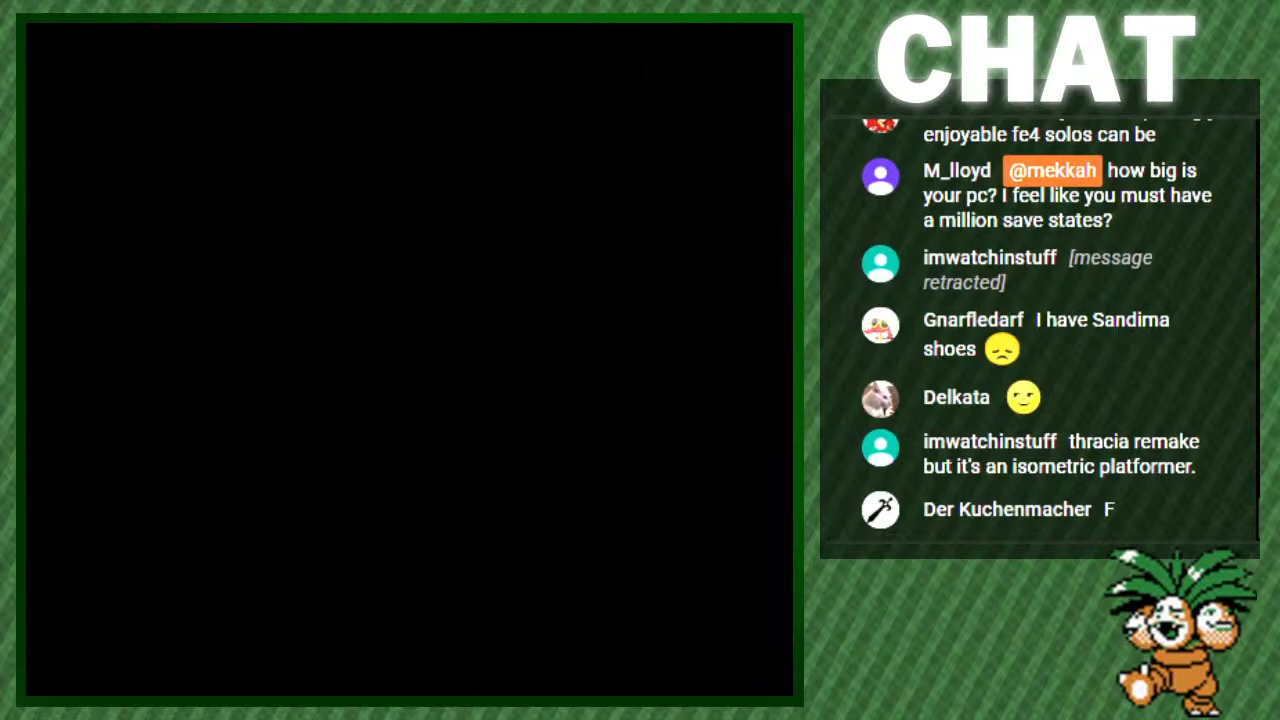 CHAT
enjoyable fe4 solos can be
M_lloyd @mekkah how big is
your pc? I feel like you must have
a million save states?
imwatchinstuff [message
retracted]
Gnarfledarf I have Sandima
shoes
Delkata
imwatchinstuff thracia remake
but it's an isometric platformer.
Der Kuchenmacher F